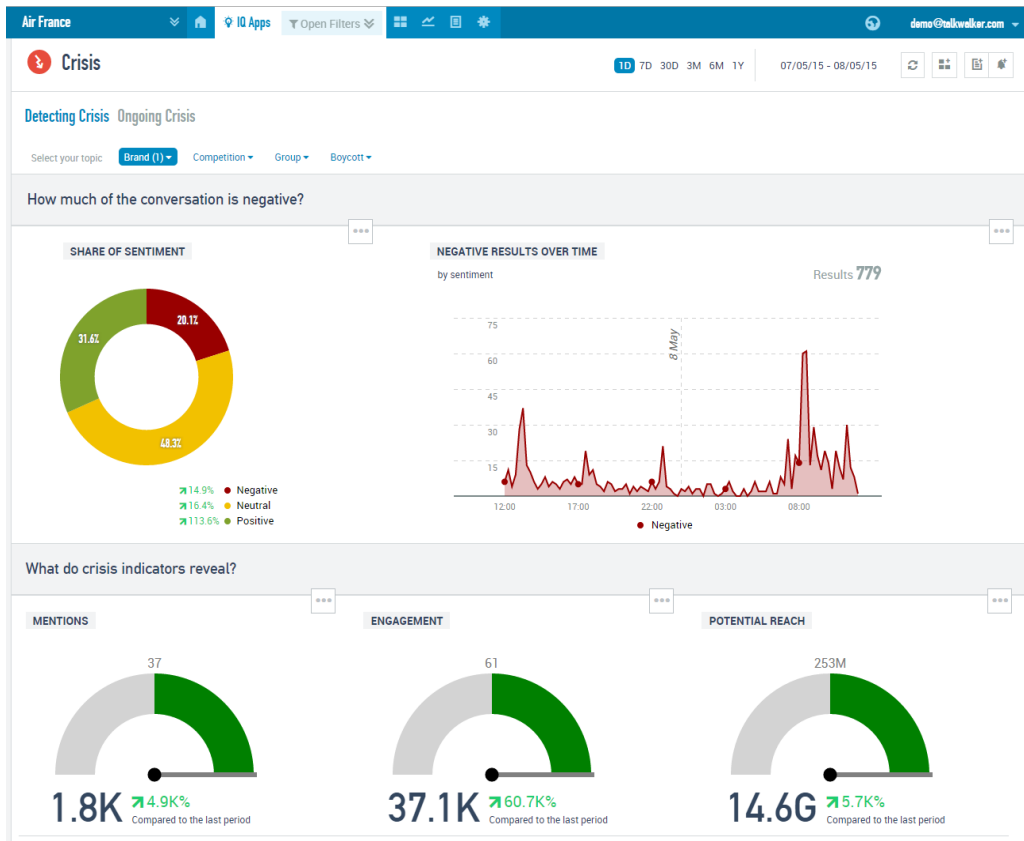 Air France IQ Apps Open Filters demo@talkwalker.com
Crisis 1D 7D 30D 3M 6M 1Y 07/05/15 - 08/05/15
Detecting Crisis Ongoing Crisis
Select your topic Brand (1) Competition Group Boycott
How much of the conversation is negative?
SHARE OF SENTIMENT
20.1%
31.6%
48.3%
14.9% Negative
16.4% Neutral
113.6% Positive
NEGATIVE RESULTS OVER TIME
by sentiment Results 779
75
60
45
30
15
8 May
12:00 17:00 22:00 03:00 08:00
Negative
What do crisis indicators reveal?
MENTIONS
37
1.8K 4.9K%
Compared to the last period
ENGAGEMENT
61
37.1K 60.7K%
Compared to the last period
POTENTIAL REACH
253M
14.6G 5.7K%
Compared to the last period